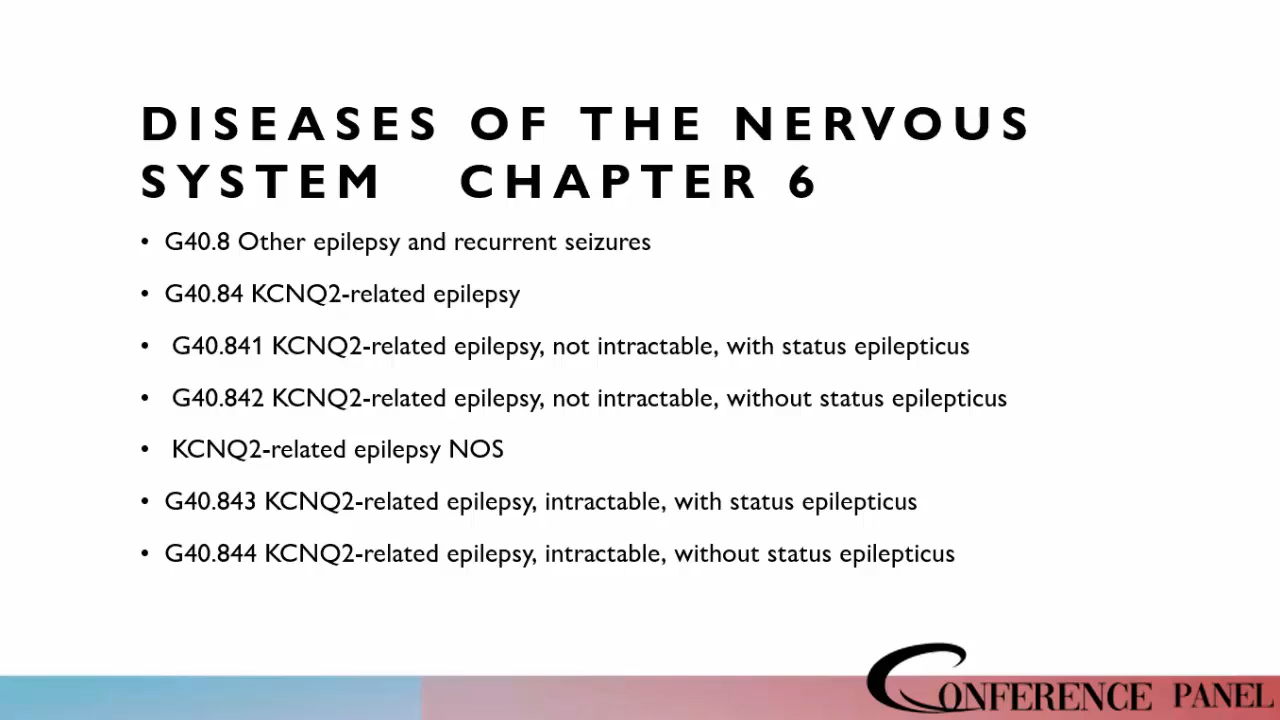 DISEASES OF THE NERVOUS
SYSTEM CHAPTER 6
• G40.8 Other epilepsy and recurrent seizures
• G40.84 KCNQ2-related epilepsy
• G40.841 KCNQ2-related epilepsy, not intractable, with status epilepticus
• G40.842 KCNQ2-related epilepsy, not intractable, without status epilepticus
• KCNQ2-related epilepsy NOS
• G40.843 KCNQ2-related epilepsy, intractable, with status epilepticus
• G40.844 KCNQ2-related epilepsy, intractable, without status epilepticus
CONFERENCE PANEL